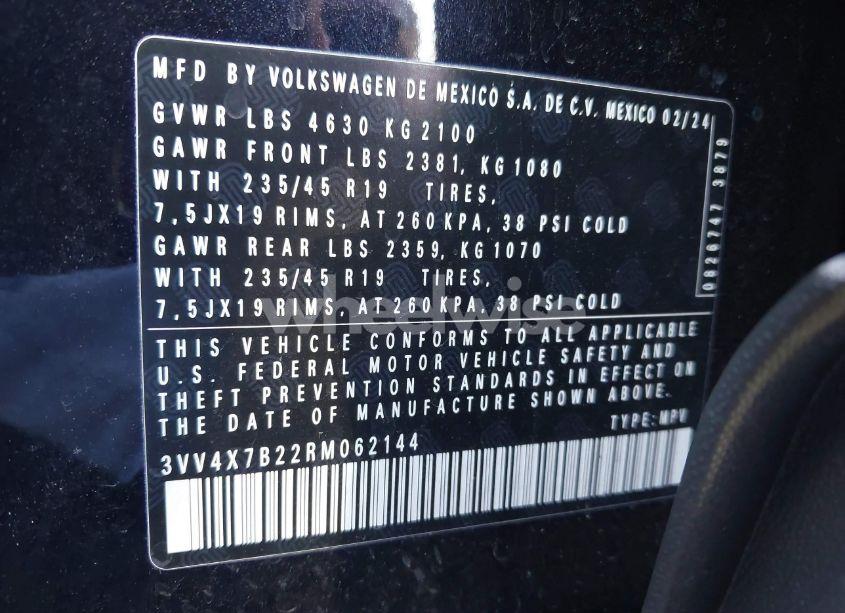 MFD BY VOLKSWAGEN DE MEXICO S.A. DE C.V. MEXICO 02/24
GVWR LBS 4630 KG 2100
GAWR FRONT LBS 2381, KG 1080
WITH 235/45 R19 TIRES,
7,5JX19 RIMS, AT 260 KPA, 38 PSI COLD
GAWR REAR LBS 2359, KG 1070
WITH 235/45 R19 TIRES,
7,5JX19 RIMS, AT 260 KPA, 38 PSI COLD
0826747 3879
wheelwise
THIS VEHICLE CONFORMS TO ALL APPLICABLE
U.S. FEDERAL MOTOR VEHICLE SAFETY AND
THEFT PREVENTION STANDARDS IN EFFECT ON
THE DATE OF MANUFACTURE SHOWN ABOVE.
TYPE:MPV
3VV4X7B22RM062144